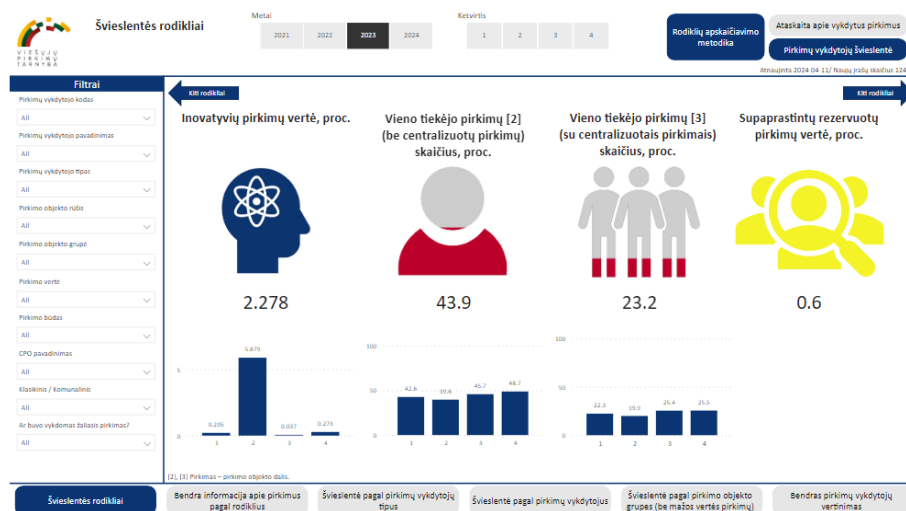 VIEŠŲJŲ
PIRKIMŲ
TARNYBA
Švieslentės rodikliai
Metai
2021 2022 2023 2024
Ketvirtis
1 2 3 4
Rodiklių apskaičiavimo
metodika
Ataskaita apie vykdytus pirkimus
Pirkimų vykdytojų švieslentė
Atnaujinta 2024-04-11/ Naujų įrašų skaičius 124
Filtrai
Pirkimų vykdytojo kodas
All
Pirkimų vykdytojo pavadinimas
All
Pirkimų vykdytojo tipas
All
Pirkimo objekto rūšis
All
Pirkimo objekto grupė
All
Pirkimo vertė
All
Pirkimo būdas
All
CPO pavadinimas
All
Klasikinis / Komunalinis
All
Ar buvo vykdomas žaliasis pirkimas?
All
Kiti rodikliai
Kiti rodikliai
Inovatyvių pirkimų vertė, proc.
2.278
5
0
0.205 5.879 0.037 0.273
1 2 3 4
Vieno tiekėjo pirkimų [2]
(be centralizuotų pirkimų)
skaičius, proc.
43.9
100
50
0
42.6 39.6 45.7 48.7
1 2 3 4
Vieno tiekėjo pirkimų [3]
(su centralizuotais pirkimais)
skaičius, proc.
23.2
100
50
0
22.3 19.9 25.4 25.5
1 2 3 4
Supaprastintų rezervuotų
pirkimų vertė, proc.
0.6
[2], [3] Pirkimas – pirkimo objekto dalis.
Švieslentės rodikliai
Bendra informacija apie pirkimus
pagal rodiklius
Švieslentė pagal pirkimų vykdytojų
tipus
Švieslentė pagal pirkimų vykdytojus
Švieslentė pagal pirkimo objekto
grupes (be mažos vertės pirkimų)
Bendras pirkimų vykdytojų
vertinimas